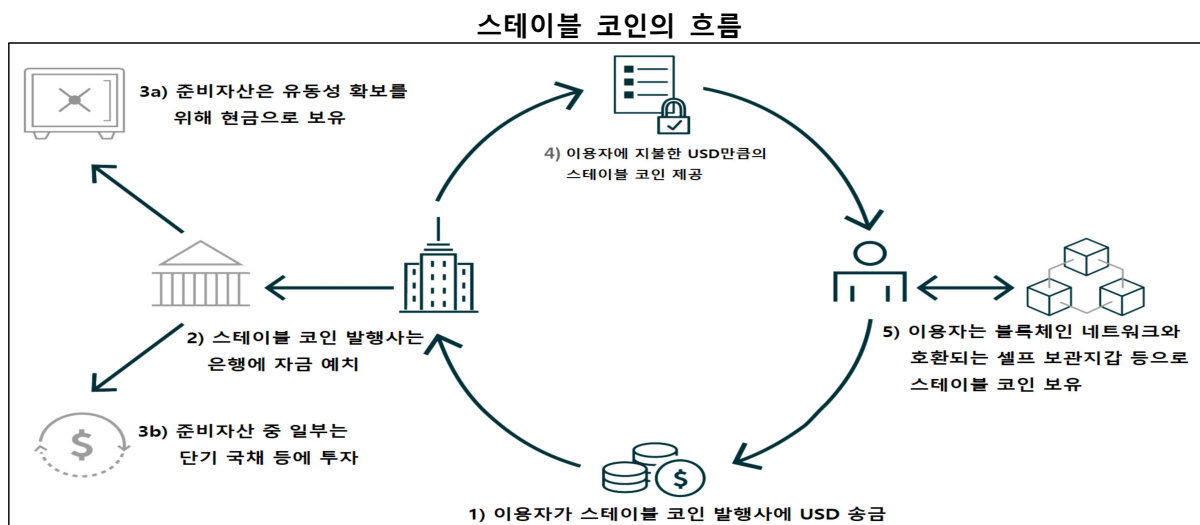 스테이블 코인의 흐름
3a) 준비자산은 유동성 확보를
위해 현금으로 보유
4) 이용자에 지불한 USD만큼의
스테이블 코인 제공
2) 스테이블 코인 발행사는
은행에 자금 예치
5) 이용자는 블록체인 네트워크와
호환되는 셀프 보관지갑 등으로
스테이블 코인 보유
3b) 준비자산 중 일부는
단기 국채 등에 투자
$
$
1) 이용자가 스테이블 코인 발행사에 USD 송금